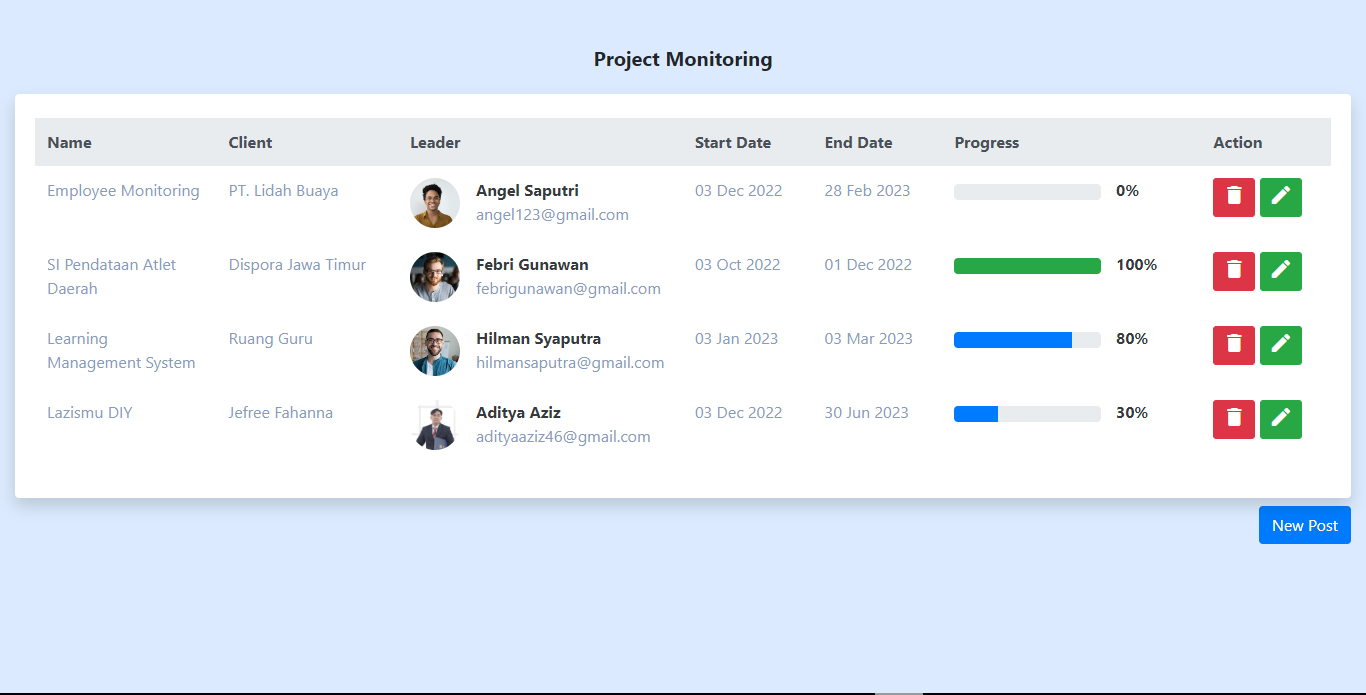 Project Monitoring
Name Client Leader Start Date End Date Progress Action
Employee Monitoring PT. Lidah Buaya Angel Saputri 03 Dec 2022 28 Feb 2023 0%
angel123@gmail.com
SI Pendataan Atlet Dispora Jawa Timur Febri Gunawan 03 Oct 2022 01 Dec 2022 100%
Daerah febrigunawan@gmail.com
Learning Ruang Guru Hilman Syaputra 03 Jan 2023 03 Mar 2023 80%
Management System hilmansaputra@gmail.com
Lazismu DIY Jefree Fahanna Aditya Aziz 03 Dec 2022 30 Jun 2023 30%
adityaaziz46@gmail.com
New Post